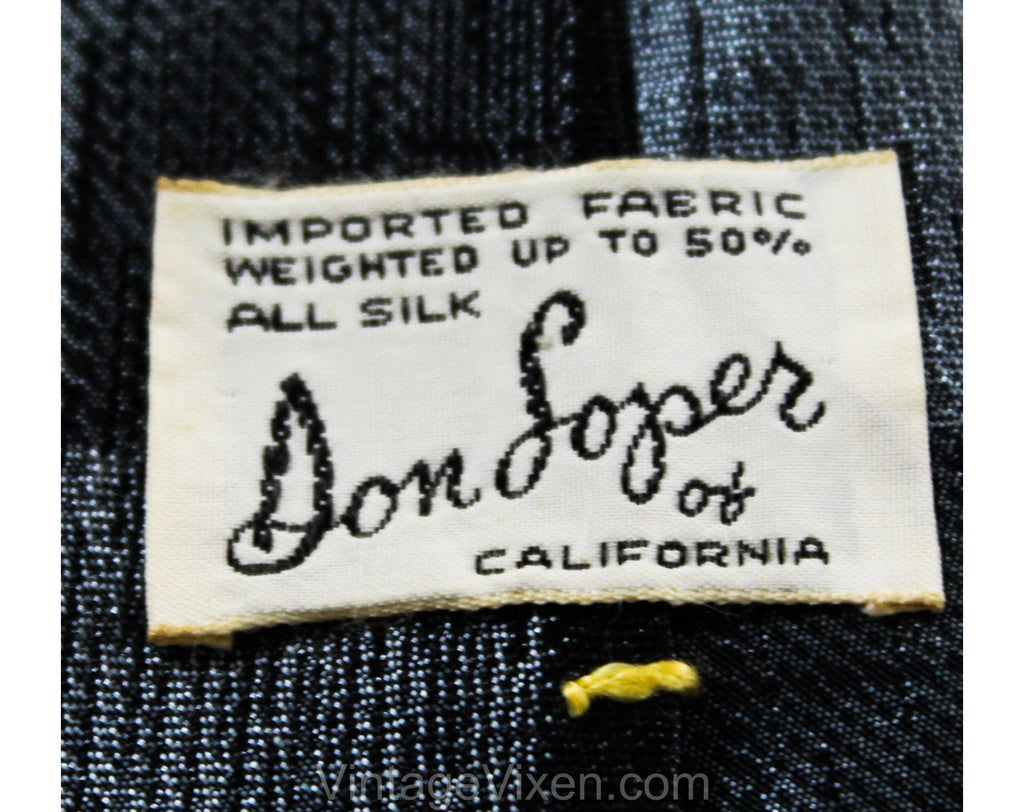 IMPORTED FABRIC
WEIGHTED UP TO 50%
ALL SILK
Don Loper
of
CALIFORNIA
VintageVixen.com